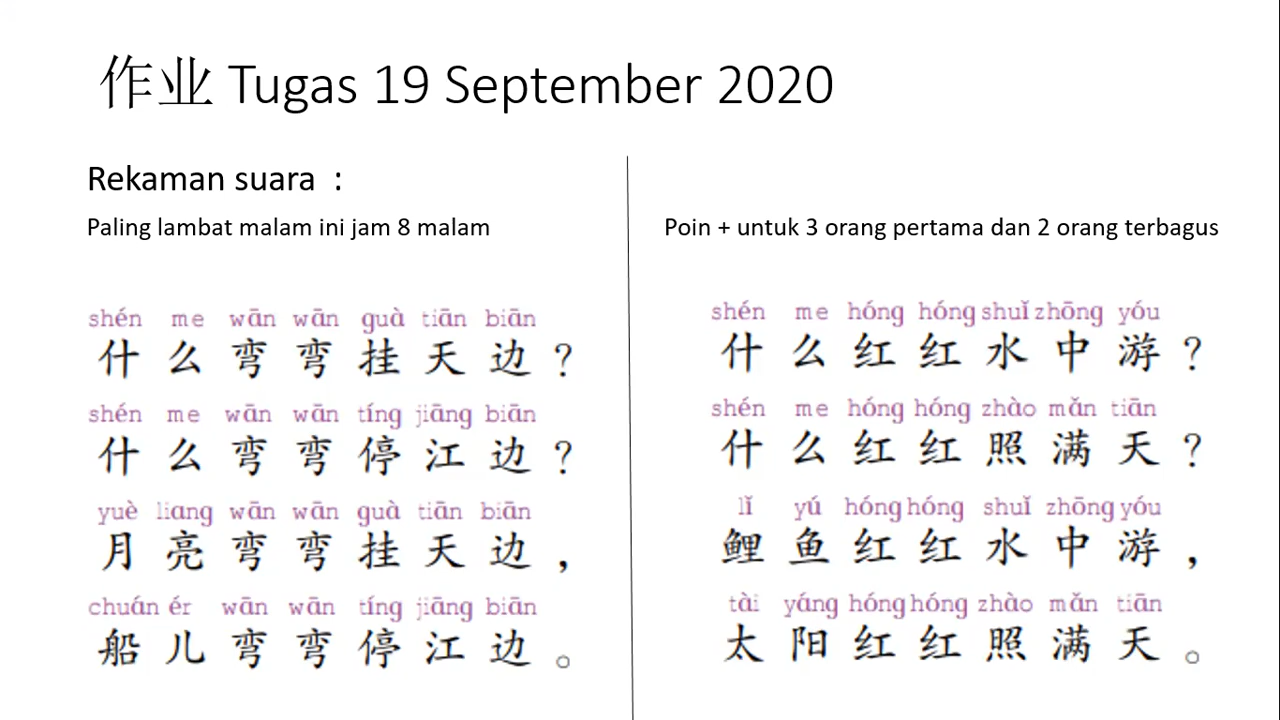 作业 Tugas 19 September 2020
Rekaman suara :
Paling lambat malam ini jam 8 malam
shén me wān wān guà tiān biān
什么弯弯挂天边？
shén me wān wān tíng jiāng biān
什么弯弯停江边？
yuè liang wān wān guà tiān biān
月亮弯弯挂天边，
chuán ér wān wān tíng jiāng biān
船儿弯弯停江边。
Poin + untuk 3 orang pertama dan 2 orang terbagus
shén me hóng hóng shuǐ zhōng yóu
什么红红水中游？
shén me hóng hóng zhào mǎn tiān
什么红红照满天？
lǐ yú hóng hóng shuǐ zhōng yóu
鲤鱼红红水中游，
tài yáng hóng hóng zhào mǎn tiān
太阳红红照满天。